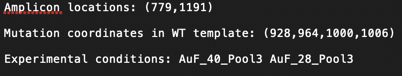 Amplicon locations: (779,1191)
Mutation coordinates in WT template: (928,964,1000,1006)
Experimental conditions: AuF_40_Pool3 AuF_28_Pool3